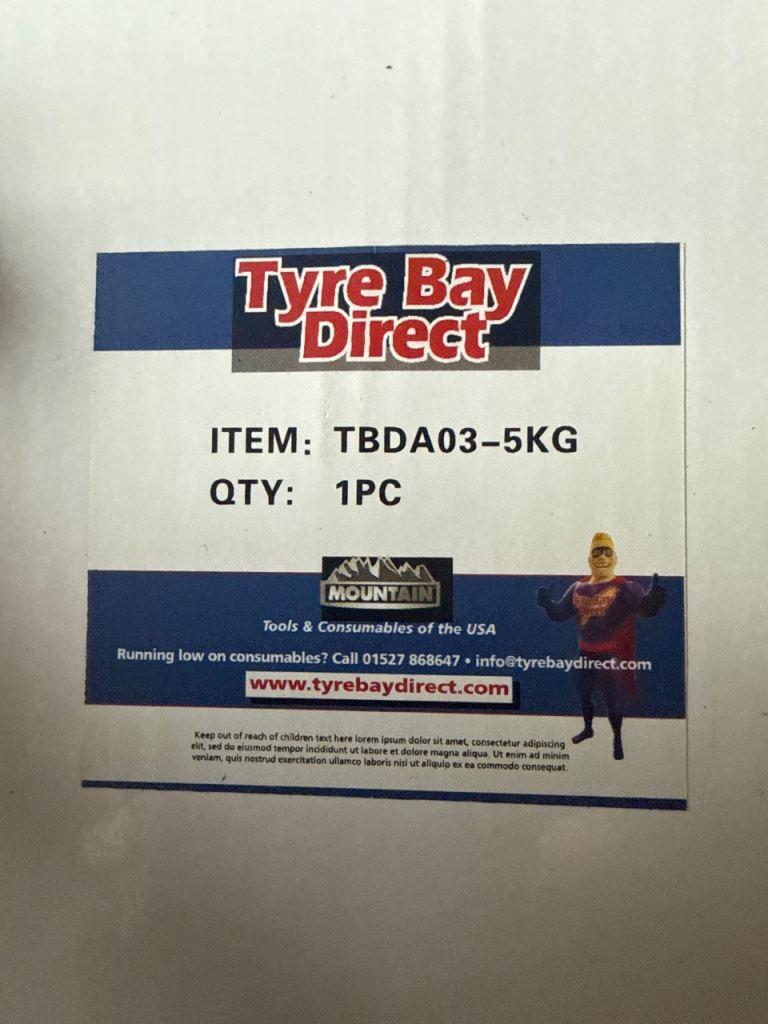 Tyre Bay
Direct
ITEM: TBDA03-5KG
QTY: 1PC
MOUNTAIN
Tools & Consumables of the USA
Running low on consumables? Call 01527 868647 • info@tyrebaydirect.com
www.tyrebaydirect.com
Keep out of reach of children text here lorem ipsum dolor sit amet, consectetur adipiscing
elit, sed do eiusmod tempor incididunt ut labore et dolore magna aliqua. Ut enim ad minim
veniam, quis nostrud exercitation ullamco laboris nisi ut aliquip ex ea commodo consequat.